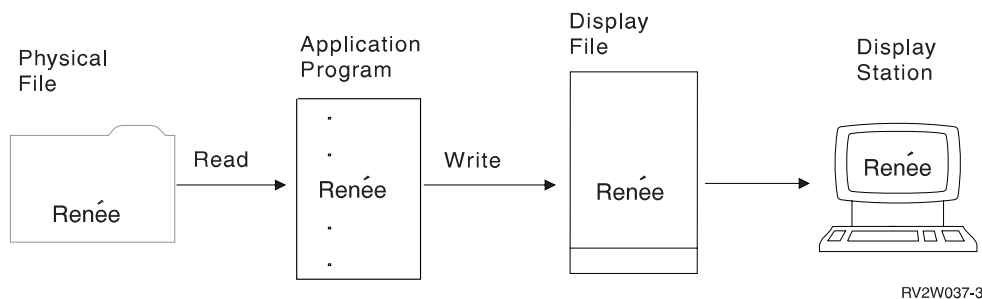 Physical
File
Renée
Read
Application
Program
Renée
Write
Display
File
Renée
Display
Station
Renée
RV2W037-3